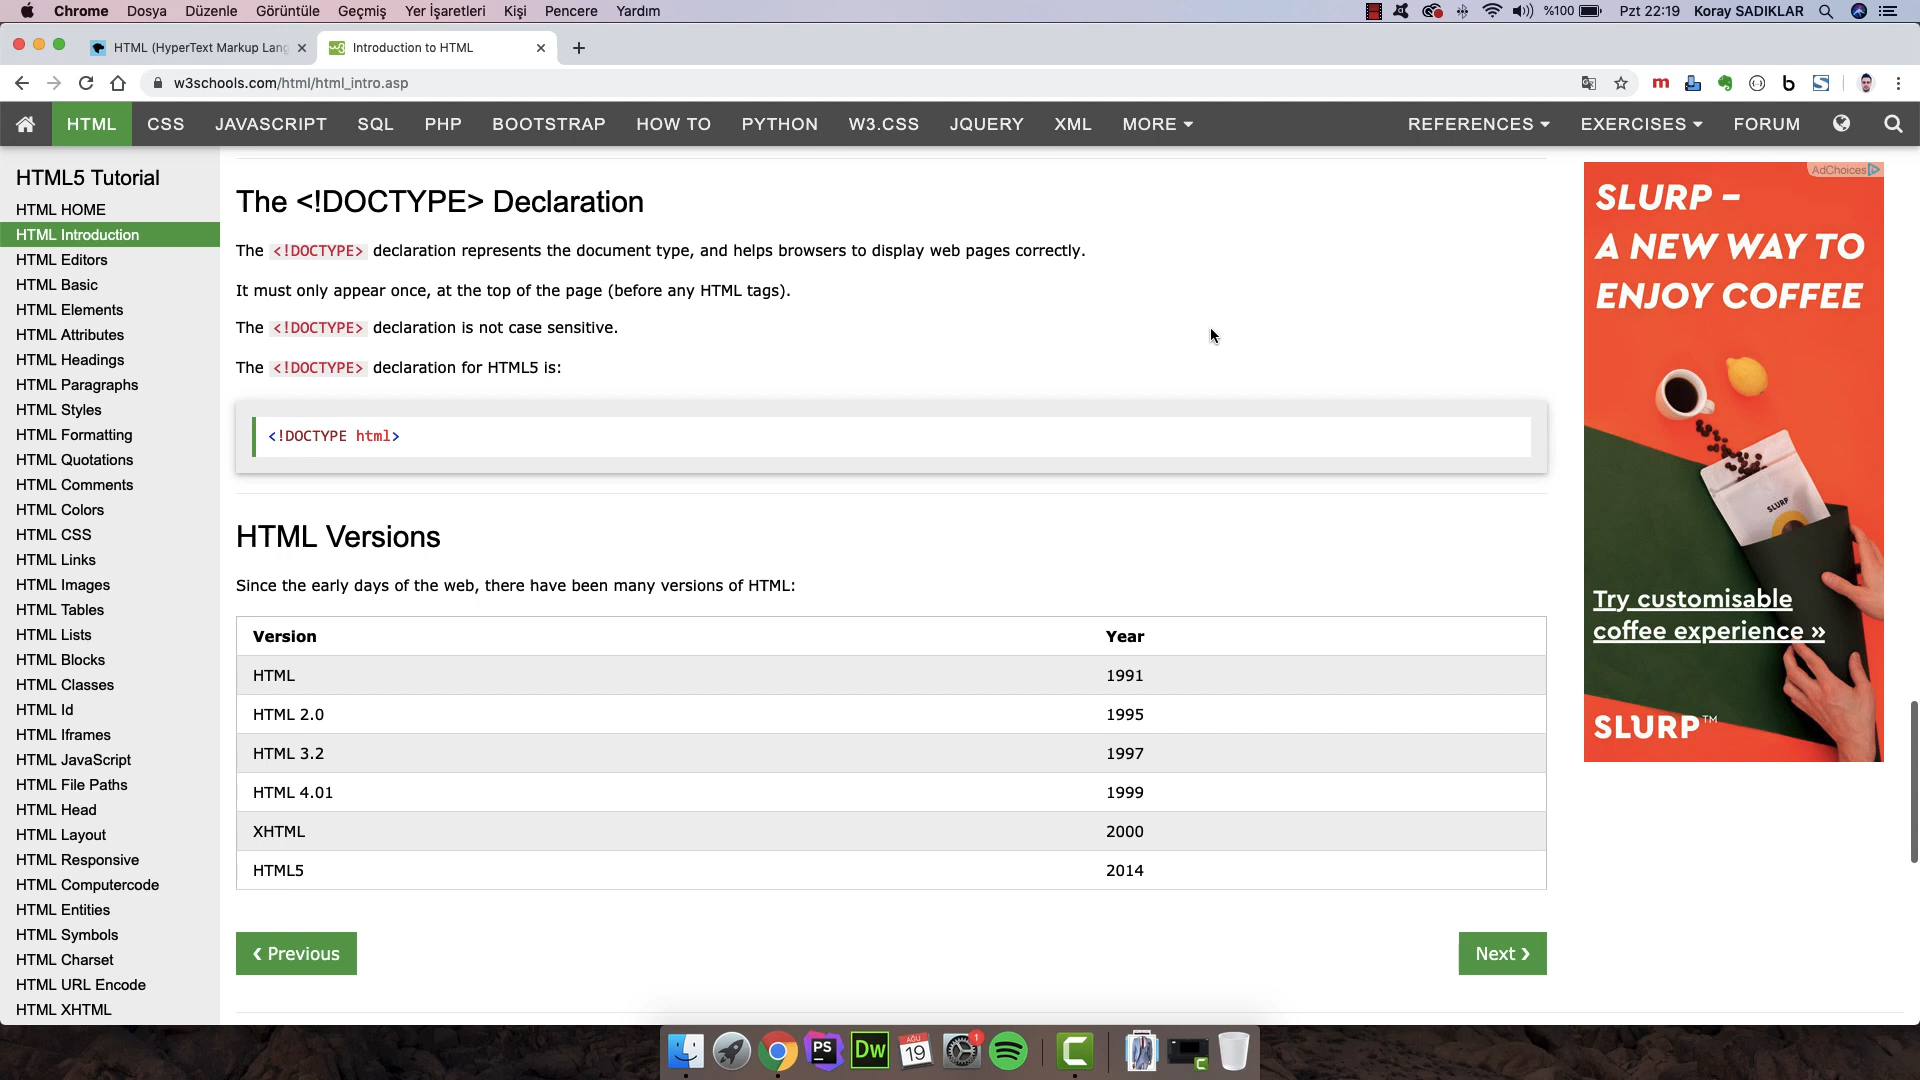 Chrome Dosya Düzenle Görüntüle Geçmiş Yer İşaretleri Kişi Pencere Yardım %100 Pzt 22:19 Koray SADIKLAR
HTML (HyperText Markup Lang Introduction to HTML
w3schools.com/html/html_intro.asp
HTML CSS JAVASCRIPT SQL PHP BOOTSTRAP HOW TO PYTHON W3.CSS JQUERY XML MORE REFERENCES EXERCISES FORUM
HTML5 Tutorial
HTML HOME
HTML Introduction
HTML Editors
HTML Basic
HTML Elements
HTML Attributes
HTML Headings
HTML Paragraphs
HTML Styles
HTML Formatting
HTML Quotations
HTML Comments
HTML Colors
HTML CSS
HTML Links
HTML Images
HTML Tables
HTML Lists
HTML Blocks
HTML Classes
HTML Id
HTML Iframes
HTML JavaScript
HTML File Paths
HTML Head
HTML Layout
HTML Responsive
HTML Computercode
HTML Entities
HTML Symbols
HTML Charset
HTML URL Encode
HTML XHTML
The <!DOCTYPE> Declaration
The <!DOCTYPE> declaration represents the document type, and helps browsers to display web pages correctly.
It must only appear once, at the top of the page (before any HTML tags).
The <!DOCTYPE> declaration is not case sensitive.
The <!DOCTYPE> declaration for HTML5 is:
<!DOCTYPE html>
HTML Versions
Since the early days of the web, there have been many versions of HTML:
Version Year
HTML 1991
HTML 2.0 1995
HTML 3.2 1997
HTML 4.01 1999
XHTML 2000
HTML5 2014
❮ Previous Next ❯
AdChoices
SLURP –
A NEW WAY TO
ENJOY COFFEE
SLURP
Try customisable
coffee experience »
SLURP™
PS Dw AĞU 19 1